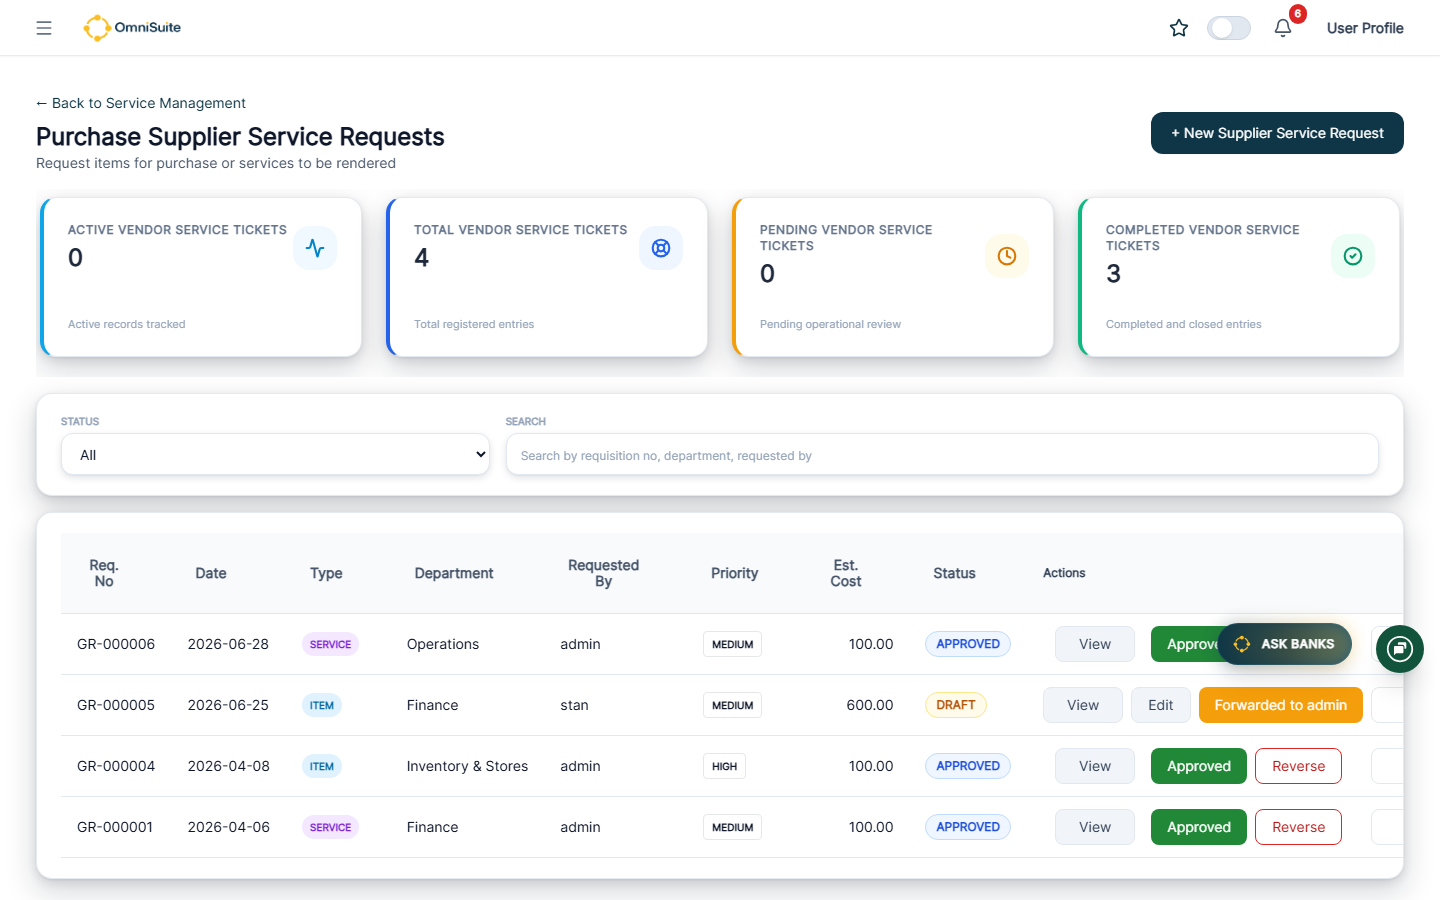 OmniSuite
6
User Profile
← Back to Service Management
Purchase Supplier Service Requests
Request items for purchase or services to be rendered
+ New Supplier Service Request
ACTIVE VENDOR SERVICE TICKETS
0
Active records tracked
TOTAL VENDOR SERVICE TICKETS
4
Total registered entries
PENDING VENDOR SERVICE
TICKETS
0
Pending operational review
COMPLETED VENDOR SERVICE
TICKETS
3
Completed and closed entries
STATUS
All
SEARCH
Search by requisition no, department, requested by
Req. No Date Type Department Requested By Priority Est. Cost Status Actions
GR-000006 2026-06-28 SERVICE Operations admin MEDIUM 100.00 APPROVED View
ASK BANKS
GR-000005 2026-06-25 ITEM Finance stan MEDIUM 600.00 DRAFT View Edit Forwarded to admin
GR-000004 2026-04-08 ITEM Inventory & Stores admin HIGH 100.00 APPROVED View Approved Reverse
GR-000001 2026-04-06 SERVICE Finance admin MEDIUM 100.00 APPROVED View Approved Reverse